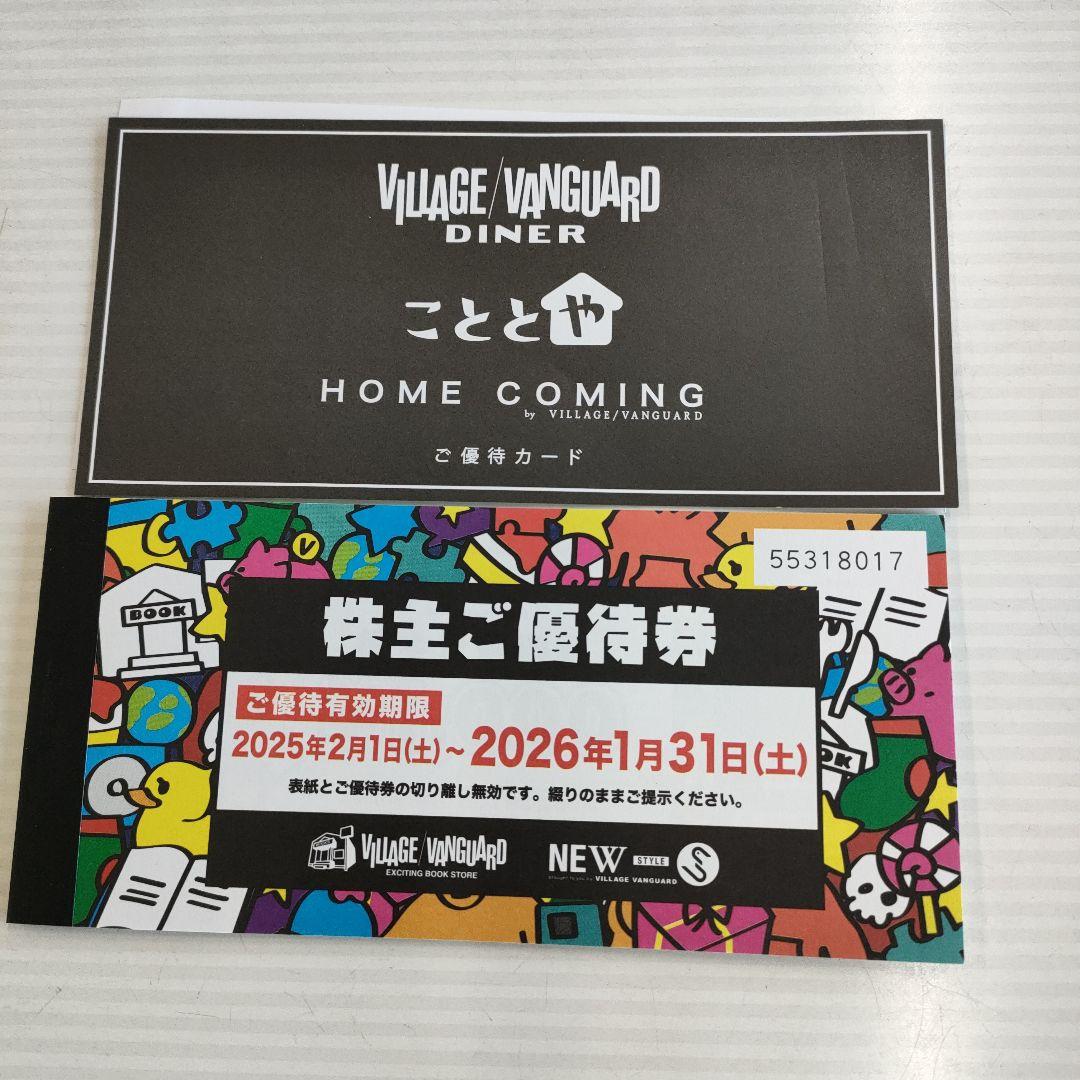 VILLAGE/VANGUARD
DINER
こととや
HOME COMING
by VILLAGE/VANGUARD
ご優待カード
55318017
V
BOOK
株主ご優待券
ご優待有効期限
2025年2月1日(土)～2026年1月31日(土)
表紙とご優待券の切り離し無効です。綴りのままご提示ください。
VILLAGE/VANGUARD
EXCITING BOOK STORE
NEW STYLE
VILLAGE VANGUARD